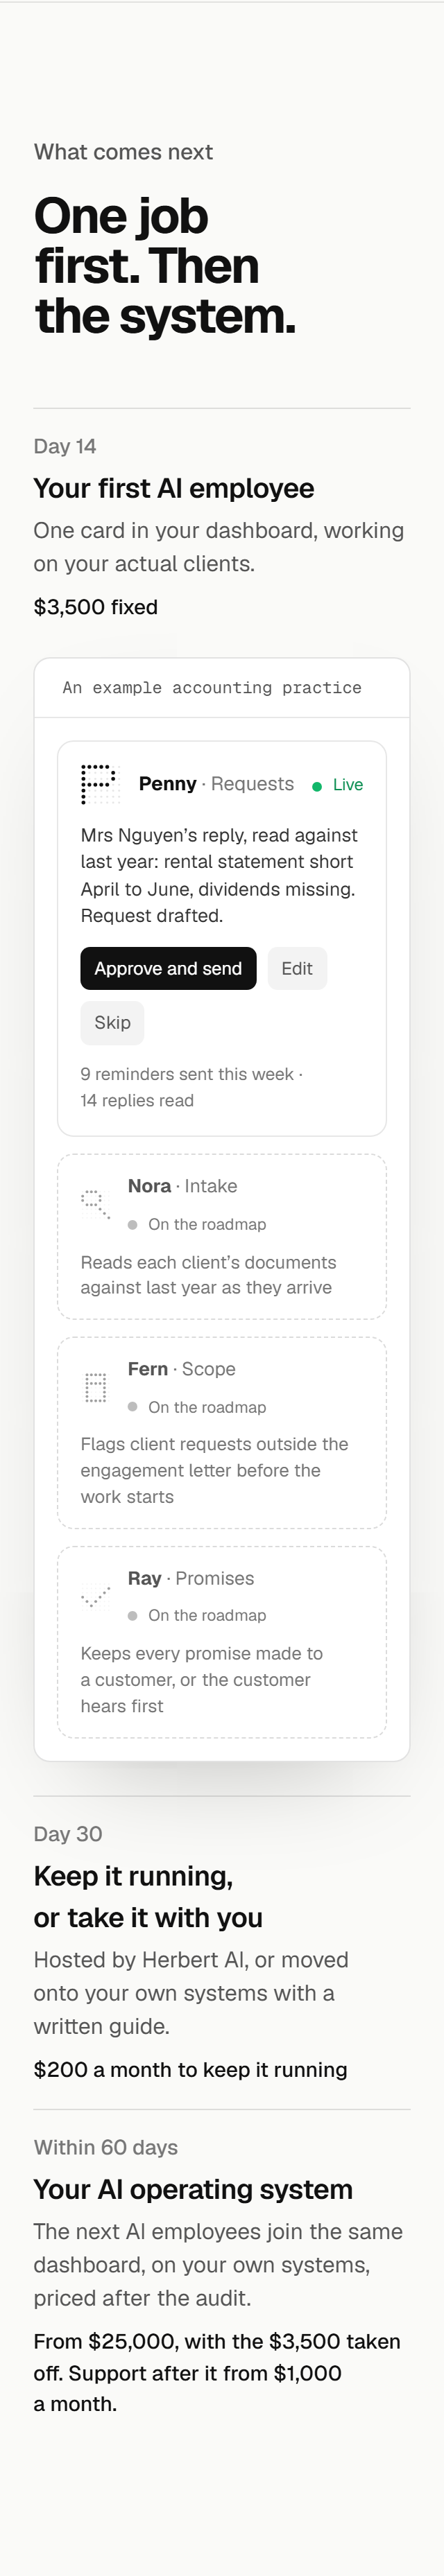 What comes next
One job
first. Then
the system.
Day 14
Your first AI employee
One card in your dashboard, working
on your actual clients.
$3,500 fixed
An example accounting practice
Penny · Requests
Live
Mrs Nguyen’s reply, read against
last year: rental statement short
April to June, dividends missing.
Request drafted.
Approve and send
Edit
Skip
9 reminders sent this week ·
14 replies read
Nora · Intake
On the roadmap
Reads each client’s documents
against last year as they arrive
Fern · Scope
On the roadmap
Flags client requests outside the
engagement letter before the
work starts
Ray · Promises
On the roadmap
Keeps every promise made to
a customer, or the customer
hears first
Day 30
Keep it running,
or take it with you
Hosted by Herbert AI, or moved
onto your own systems with a
written guide.
$200 a month to keep it running
Within 60 days
Your AI operating system
The next AI employees join the same
dashboard, on your own systems,
priced after the audit.
From $25,000, with the $3,500 taken
off. Support after it from $1,000
a month.